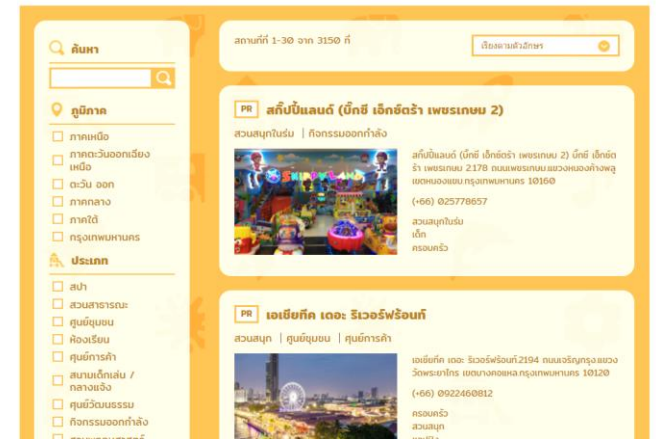 ค้นหา
ภูมิภาค
ภาคเหนือ
ภาคตะวันออกเฉียง
เหนือ
ตะวัน ออก
ภาคกลาง
ภาคใต้
กรุงเทพมหานคร
ประเภท
สปา
สวนสาธารณะ
ศูนย์ชุมชน
ห้องเรียน
ศูนย์การค้า
สนามเด็กเล่น /
กลางแจ้ง
ศูนย์วัฒนธรรม
กิจกรรมออกกำลัง
สถานที่ที่ 1-30 จาก 3150 ที่
เรียงตามตัวอักษร
PR สกิ๊ปปี้แลนด์ (บิ๊กซี เอ็กซ์ตร้า เพชรเกษม 2)
สวนสนุกในร่ม | กิจกรรมออกกำลัง
SKIPPYLAND
สกิ๊ปปี้แลนด์ (บิ๊กซี เอ็กซ์ตร้า เพชรเกษม 2) บิ๊กซี เอ็กซ์ต
ร้า เพชรเกษม 2.178 ถนนเพชรเกษม.แขวงหนองค้างพลู
เขตหนองแขม.กรุงเทพมหานคร 10160
(+66) 025778657
สวนสนุกในร่ม
เด็ก
ครอบครัว
PR เอเชียทีค เดอะ ริเวอร์ฟร้อนท์
สวนสนุก | ศูนย์ชุมชน | ศูนย์การค้า
เอเชียทีค เดอะ ริเวอร์ฟร้อนท์.2194 ถนนเจริญกรุง.แขวง
วัดพระยาไกร เขตบางคอแหลม.กรุงเทพมหานคร 10120
(+66) 0922460812
ครอบครัว
สวนสนุก